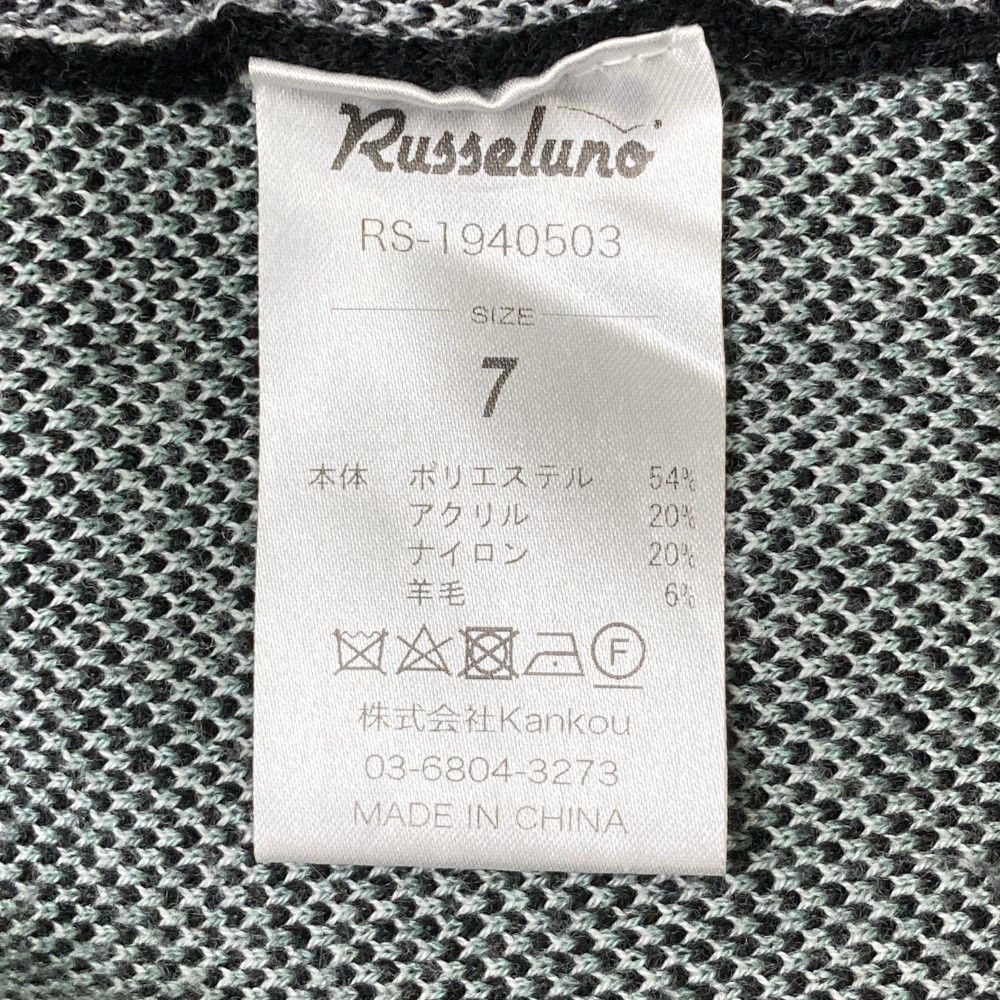 Russeluno
RS-1940503
SIZE
7
本体 ポリエステル 54%
アクリル 20%
ナイロン 20%
羊毛 6%
F
株式会社Kankou
03-6804-3273
MADE IN CHINA